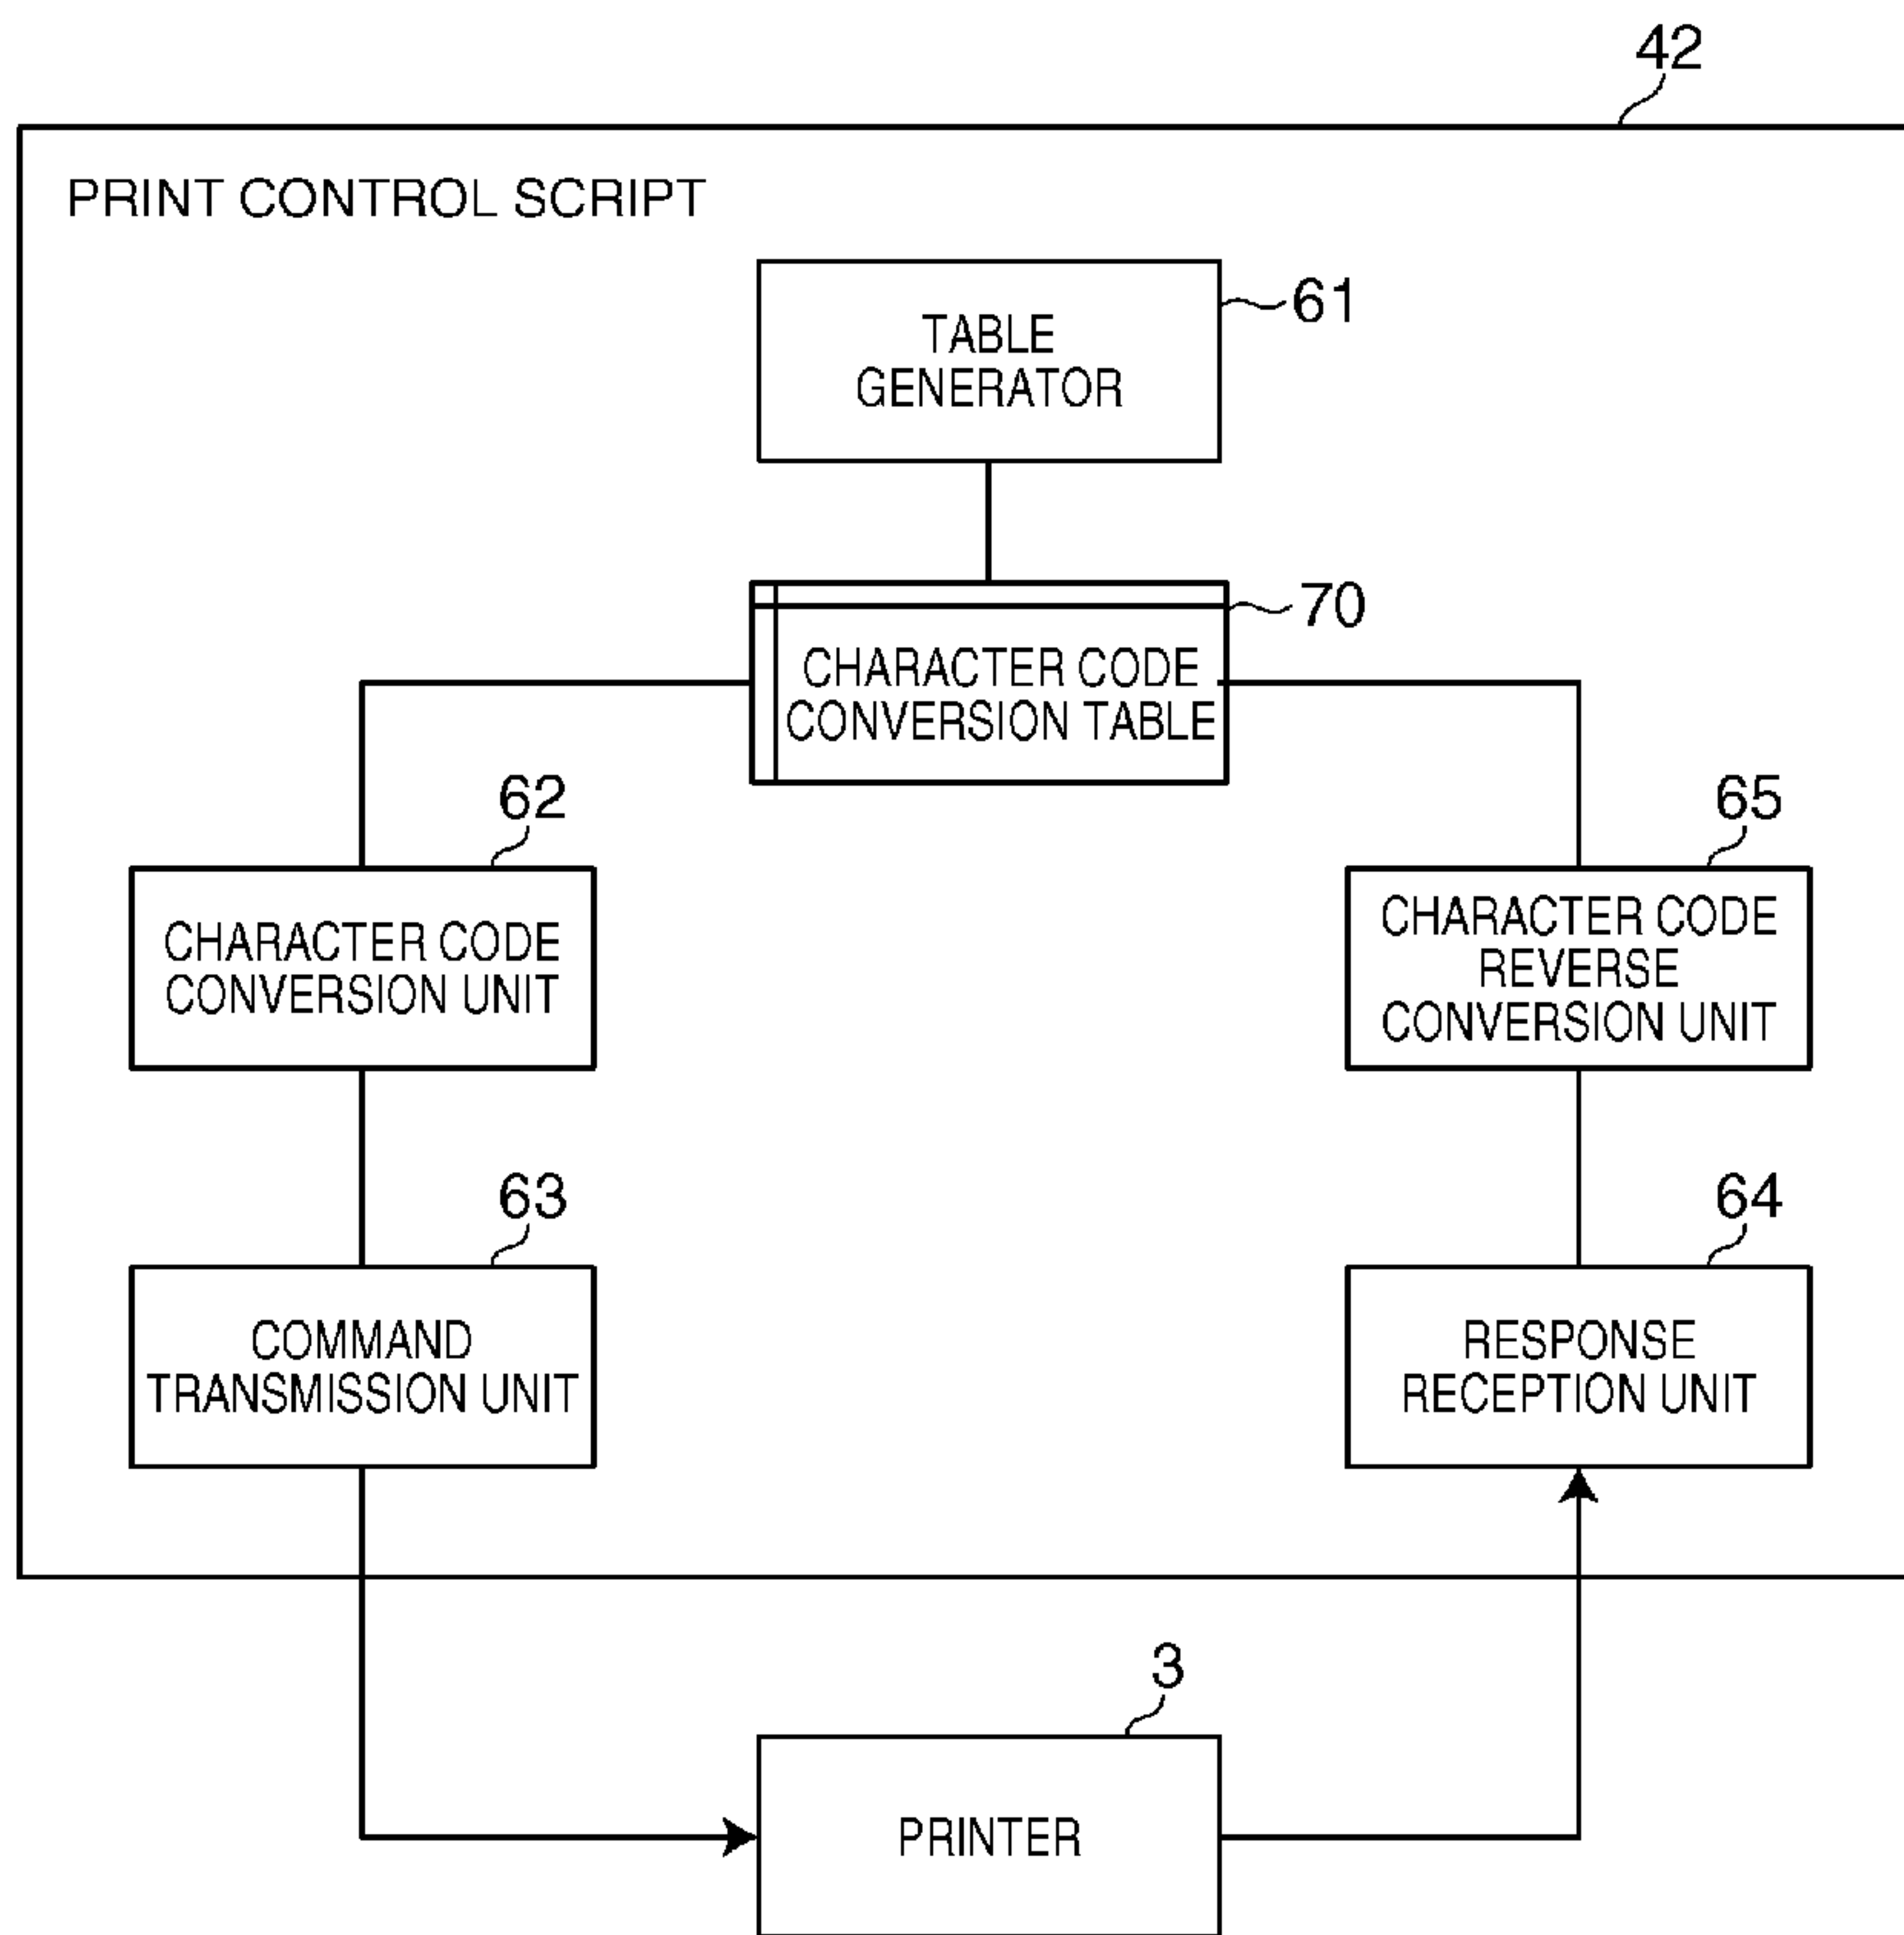 42
PRINT CONTROL SCRIPT
TABLE
GENERATOR
61
CHARACTER CODE
CONVERSION TABLE
70
62
CHARACTER CODE
CONVERSION UNIT
65
CHARACTER CODE
REVERSE
CONVERSION UNIT
63
COMMAND
TRANSMISSION UNIT
64
RESPONSE
RECEPTION UNIT
3
PRINTER